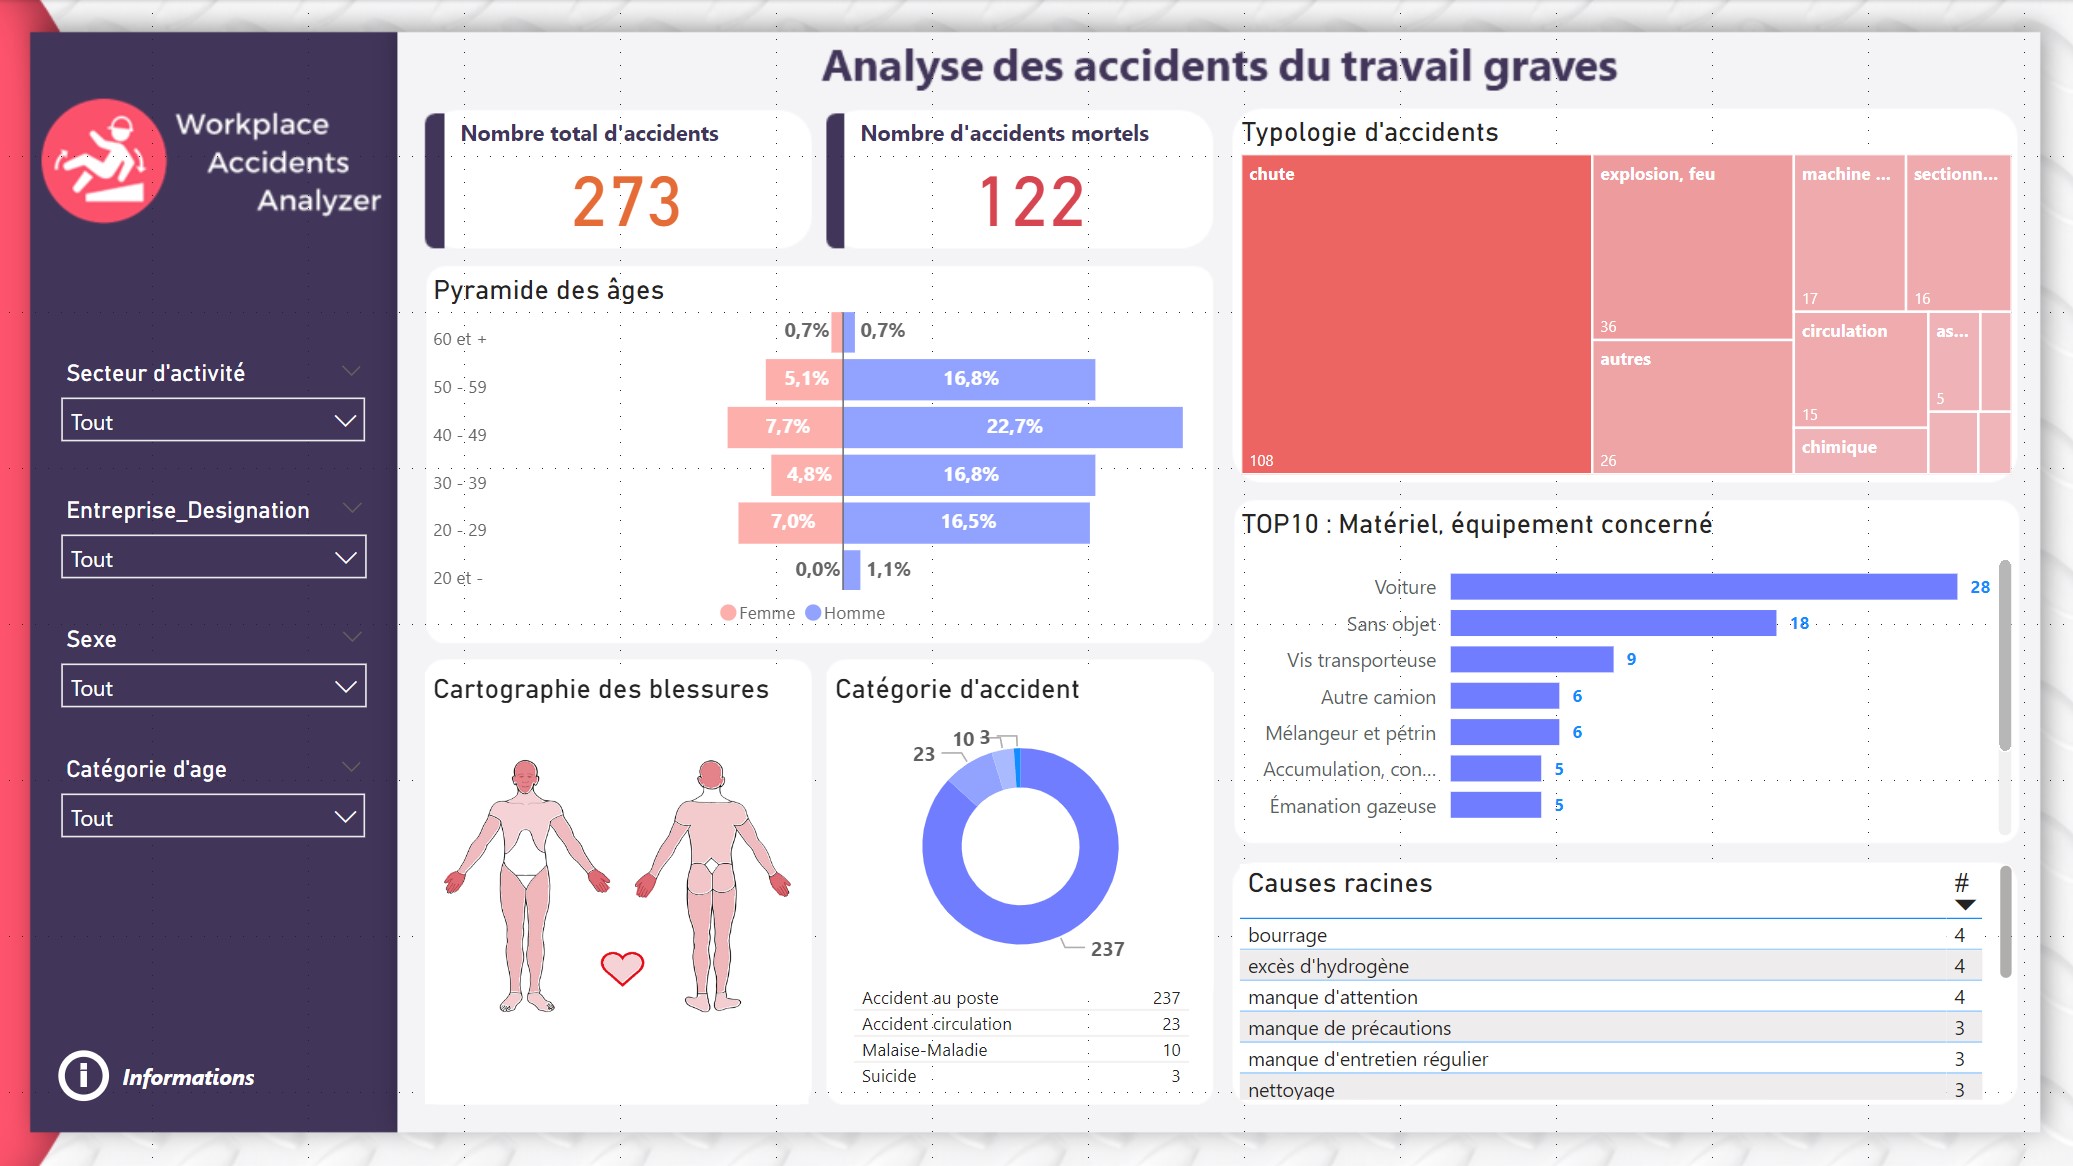 Analyse des accidents du travail graves
Workplace
Accidents
Analyzer
Secteur d'activité
Tout
Entreprise_Designation
Tout
Sexe
Tout
Catégorie d'age
Tout
Informations
Nombre total d'accidents
273
Nombre d'accidents mortels
122
Pyramide des âges
60 et +
0,7%
0,7%
50 - 59
5,1%
16,8%
40 - 49
7,7%
22,7%
30 - 39
4,8%
16,8%
20 - 29
7,0%
16,5%
20 et -
0,0%
1,1%
Femme
Homme
Cartographie des blessures
Catégorie d'accident
10
3
23
237
Accident au poste 237
Accident circulation 23
Malaise-Maladie 10
Suicide 3
Typologie d'accidents
chute
108
explosion, feu
36
autres
26
machine ...
17
sectionn...
16
circulation
15
as...
5
chimique
TOP10 : Matériel, équipement concerné
Voiture 28
Sans objet 18
Vis transporteuse 9
Autre camion 6
Mélangeur et pétrin 6
Accumulation, con... 5
Émanation gazeuse 5
Causes racines #
bourrage 4
excès d'hydrogène 4
manque d'attention 4
manque de précautions 3
manque d'entretien régulier 3
nettoyage 3